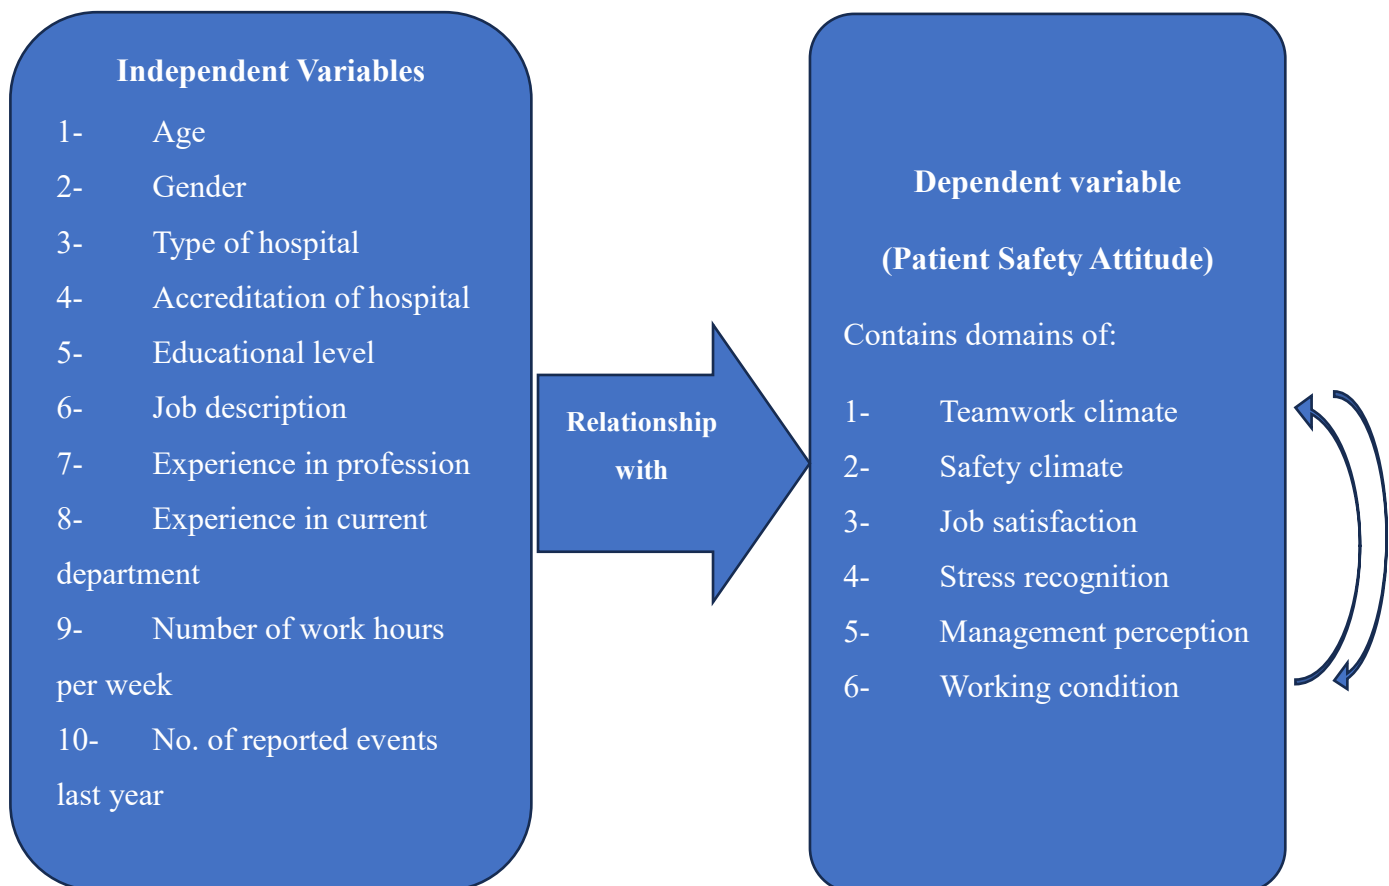 Independent Variables
1- Age
2- Gender
3- Type of hospital
4- Accreditation of hospital
5- Educational level
6- Job description
7- Experience in profession
8- Experience in current
department
9- Number of work hours
per week
10- No. of reported events
last year
Relationship
with
Dependent variable
(Patient Safety Attitude)
Contains domains of:
1- Teamwork climate
2- Safety climate
3- Job satisfaction
4- Stress recognition
5- Management perception
6- Working condition